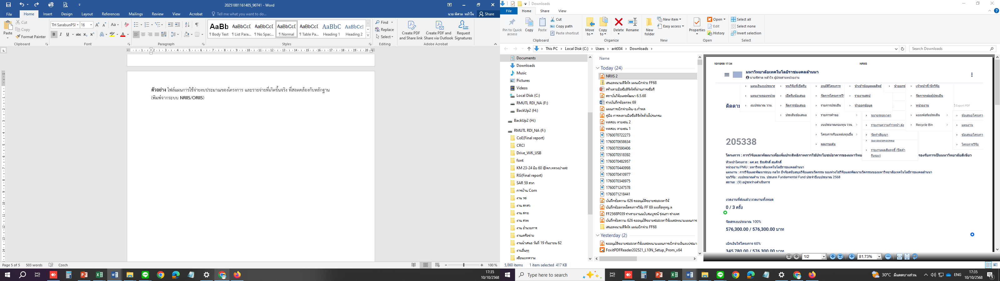 20251001161405_90741 - Word
File Home Insert Design Layout References Mailings Review View Acrobat Tell me what you want to do... นาย พิศาล หล้าใจ Share
Paste Cut Copy Format Painter
TH SarabunPSI 16
AaBb ¶ Body Text
AaBbCcD ¶ List Para...
AaBbCcD ¶ No Spac...
AaBbCcD ¶ Normal
AaBbCcD ¶ Table Pa...
AaBbC Heading 1
AaBbCcI Heading 2
Find Replace Select
Create PDF and Share link
Create PDF and Share via Outlook
Request Signatures
Clipboard Font Paragraph Styles Editing Adobe Acrobat
ตัวอย่าง ไฟล์แผนการใช้จ่ายงบประมาณของโครงการ และรายจ่ายที่เกิดขึ้นจริง ที่สอดคล้องกับหลักฐาน
(พิมพ์จากระบบ NRIIS/ORIIS)
Page 5 of 5 503 words Czech 100 %
17:35
10/10/2568
Downloads
File Home Share View
Pin to Quick access Copy Paste Cut Copy path Paste shortcut
Move to Copy to Delete Rename New folder New item Easy access
Properties Open Edit History Select all Select none Invert selection
Clipboard Organize New Open Select
This PC Local Disk (C:) Users arit004 Downloads Search Downloads
Documents
Downloads
Music
Pictures
Videos
Local Disk (C:)
RMUTL RDI_NA (F:)
BackUp2 (H:)
BackUp2 (H:)
RMUTL RDI_NA (F:)
CoE(Final report)
CRCI
Drive_Wifi_USB
font
KM 23-24 มิย 60 @ตก.หลวงปางตะ
RG(Final report)
SAR 59 สวก
การบ้าน Com
งาน วช
งาน สกสว
งาน สกอ
งาน สวพ
งาน อำนวยการ
งานเครือข่าย
งานนำเสนอ วันที่ 19 กันยายน 62
งานอื่นๆๆ
เขียนบทความ
Name
Today (24)
NRIIS 2
เสนอลงนามดิจิทัล แผนเบิกจ่าย FF68
สร้างลายมือชื่อดิจิทัลที่ผ่านการเชื่อถื
สถาบันวิจัยและพัฒนา 6.5.68
ร่างบันทึกข้อตกลง 69
แผนการเบิกจ่ายเงิน-อ.กำพล
คู่มือ การลงลายมือชื่อดิจิทัลด้วยโปรแกรม
ทดสอบ ลายเซน 2
ทดสอบ ลายเซน 1
1760070722273
1760070658634
1760070590406
1760070518392
1760070482957
1760070440998
1760070410977
1760070348975
1760071247578
1760071218441
บันทึกข้อความ 626 ขออนุมัติขยายระยะเวลาวิจั
บันทึกข้อตกลงโครงการวิจัย FF 69 ผงเห็ดหูหนู ล
FF2568P039 ร่างรายงานฉบับสมบูรณ์ รุ่งนภา ช่างเจร
บันทึกข้อความ 626 ขออนุมัติขยายระยะเวลาวิจัยและลงนามแผนการ
เสนอลงนามดิจิทัล แผนเบิกจ่าย FF68
Yesterday (2)
ขออนุมัติขยายระยะเวลาวิจัยและลงนามแผนการเบิกจ่ายเงินงบประมา
FoxitPDFReader202521_L10N_Setup_Prom_x64
5,860 items 1 item selected 417 KB
10/10/68 17:34 NRIIS
มหาวิทยาลัยเทคโนโลยีราชมงคลล้านนา
นายพิศาล หล้าใจ ผู้ประสานหน่วยงาน
แผนเงินงบประมาณ ทุนวิจัยที่เปิดรับ อนุมัติโครงการ นำเข้าข้อมูลผลลัพธ์ นำออกข เจ้าหน้าที่/นักวิจัย
แผนงานของหน่วย เปิดรับข้อเสนอ จัดการโครงการวิจั รายงานสรุป จัดการกลุ่มผู้ประเมิน
ติดตาม งบประมาณ ววน. จัดการข้อเสนอ รายการประเมิน นำออกข้อมูล หน่วยงาน Export PDF
ประเมินข้อเสนอ รายการคำขอ ขยายระยะเวลา แบบฟอร์มประเมิน ข้อเสนอโครงกา
งบประมาณกองทุน ววน. รายงานความก้าวหน้า ส่ง Recycle Bin แผนงาน
โครงการกับแหล่งทุนอื่น จัดทำสัญญา ข้อเสนอโครงกา
205338 ผลงานเด่น ขอใช้เงินคงเหลือ โครงการวิจัย
รายงานผลสัมฤทธิ์ (ปิดคำ
รับรอง)
โครงการ : การวิจัยและพัฒนาเพื่อเพิ่มประสิทธิภาพการใช้ประโยชน์อาคารของมหาวิท รองรับการเป็นมหาวิทยาลัยสีเขียว
หัวหน้าโครงการ : ผศ.ดร. ธีระศักดิ์ สมศักดิ์
หน่วยงาน/PMU : มหาวิทยาลัยเทคโนโลยีราชมงคลล้านนา
แผนงาน : การวิจัยและพัฒนาระบบ กลไก ปัจจัยสนับสนุนวิจัยและนวัตกรรม ของห่วงโซ่วิจัยและพัฒนานวัตกรรมของมหาวิทยาลัยเทคโนโลยีราชมงคลล้านนา
ทุนวิจัย : งบประมาณด้าน ววน. ประเภท Fundamental Fund ประจำปีงบประมาณ 2568
สถานะ : (9) อยู่ระหว่างดำเนินการ
งวดงานที่ส่งแล้ว/งวดงานทั้งหมด
0 / 3 ครั้ง
จัดสรรงบประมาณ 100%
576,300.00 / 576,300.00 บาท
เบิกเงินให้โครงการ 60%
345,780.00 / 576,300.00 บาท
1/2 81.73%
Type here to search
30°C มีแดดบางส่วน ENG
17:35
10/10/2568